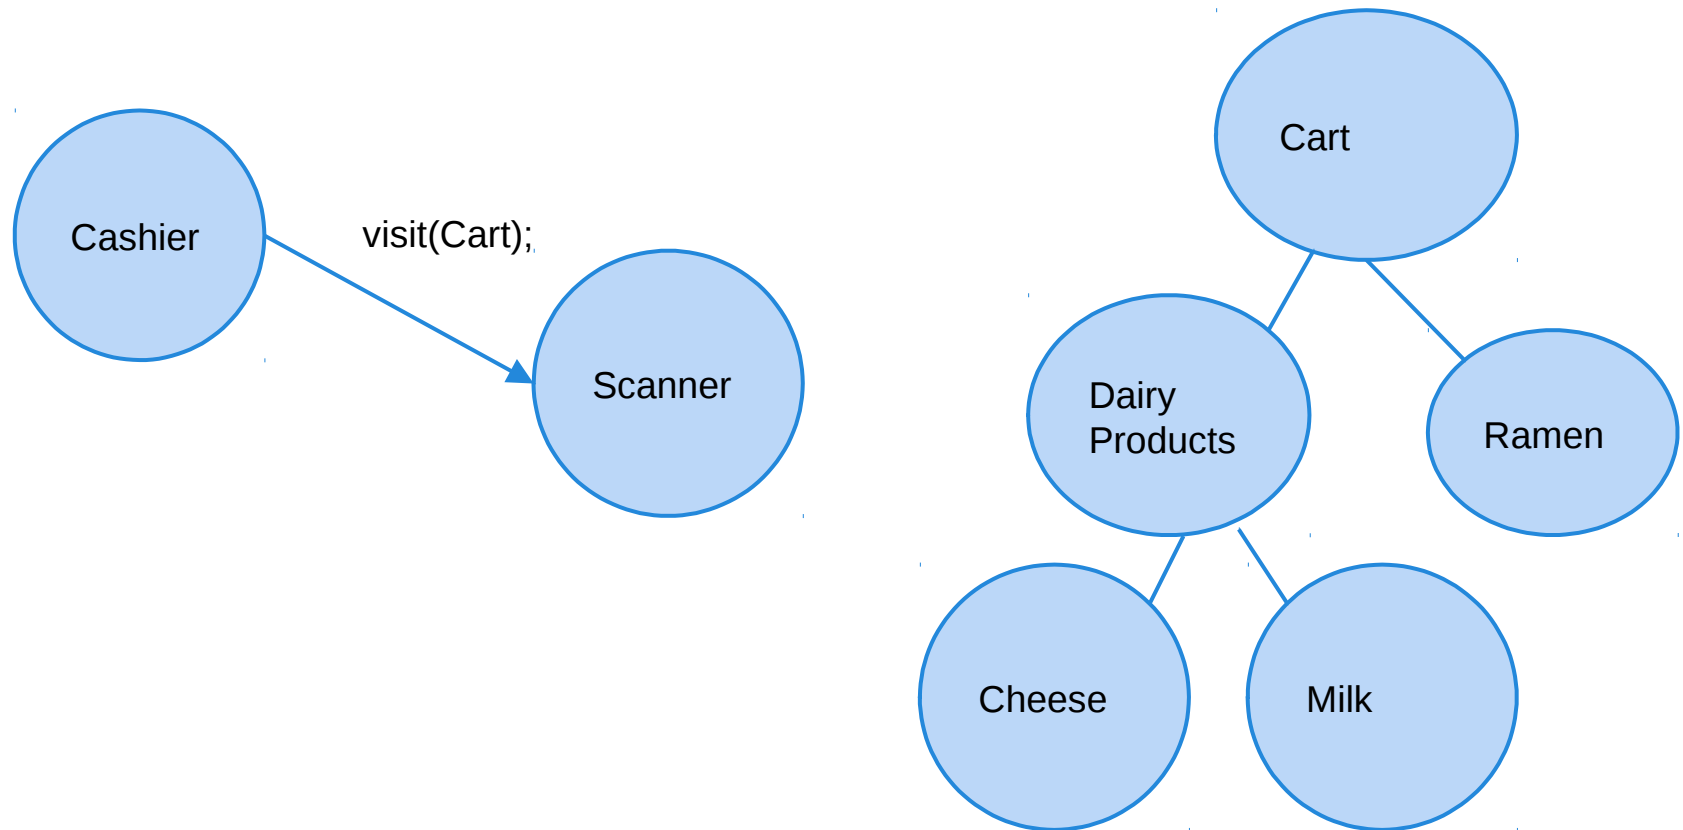 Cashier
visit(Cart);
Scanner
Cart
Dairy
Products
Ramen
Cheese
Milk